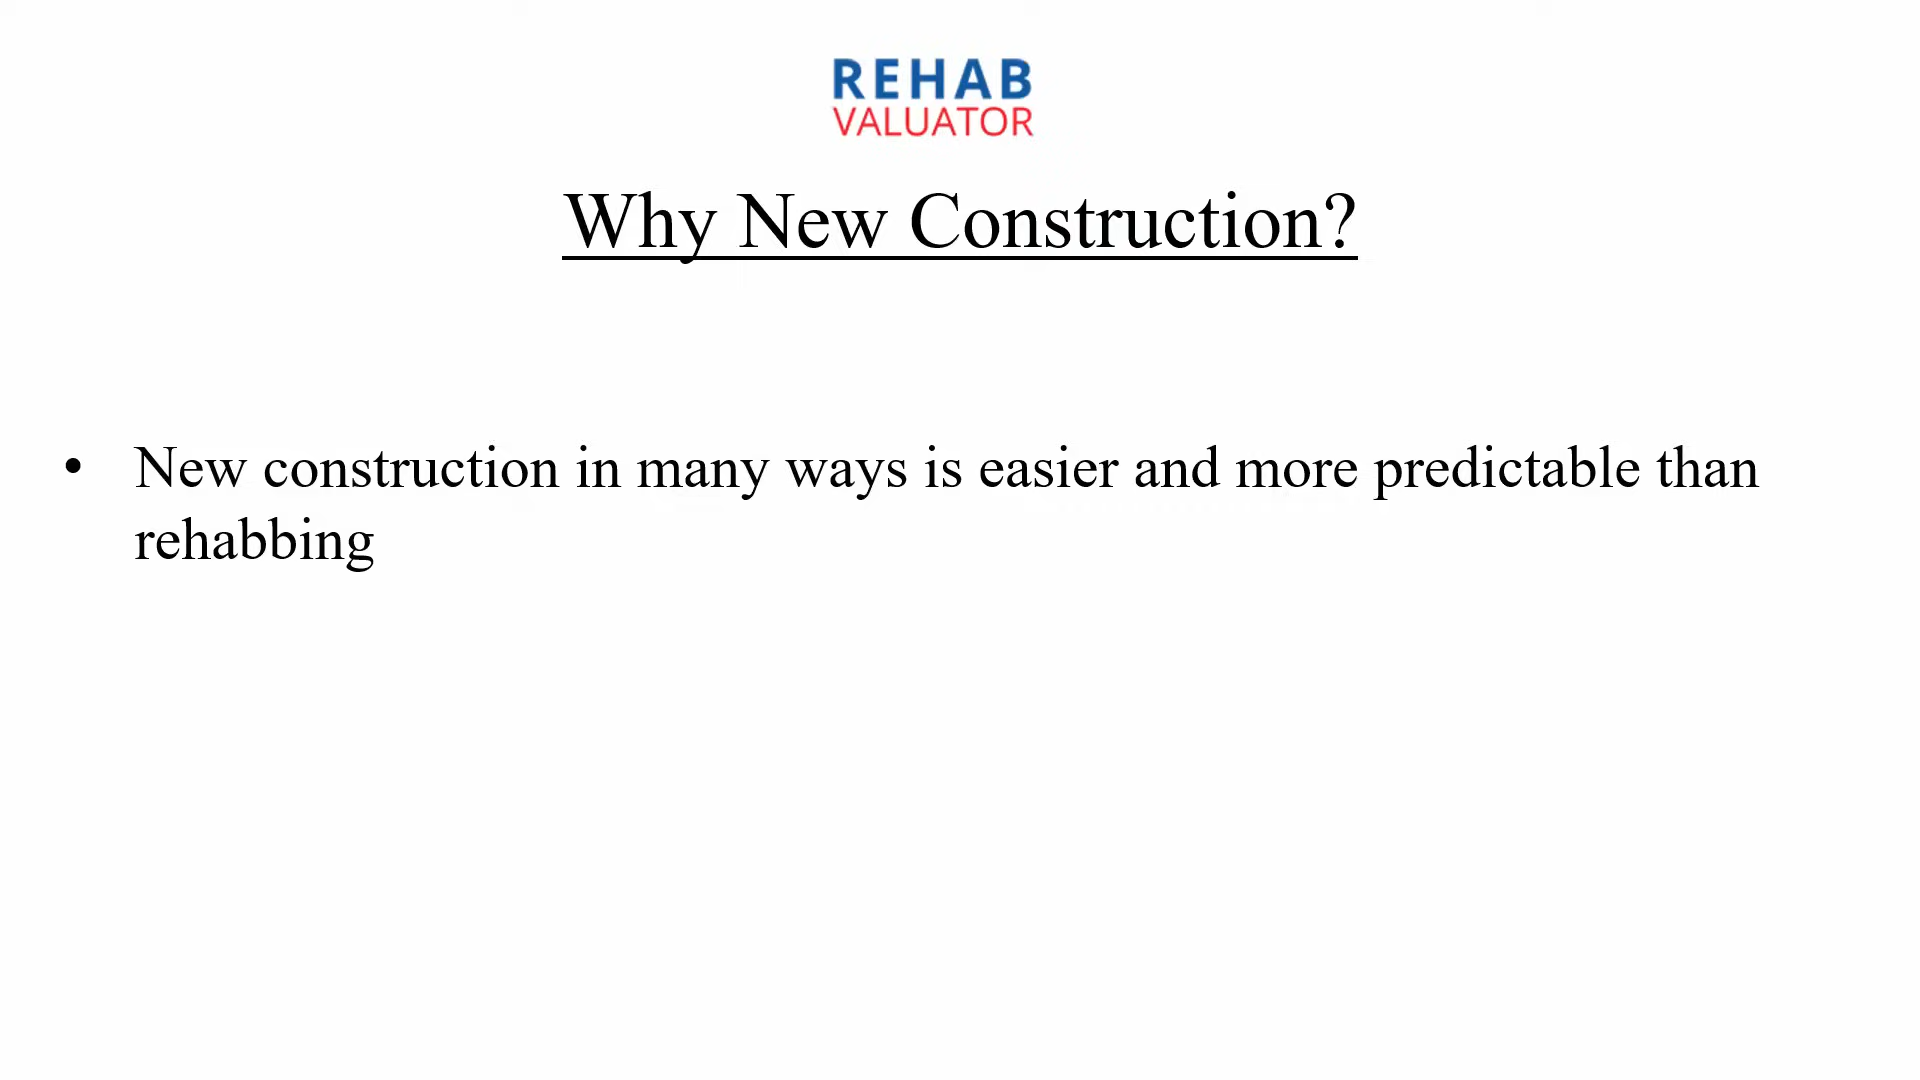 REHAB
VALUATOR
Why New Construction?
• New construction in many ways is easier and more predictable than
rehabbing